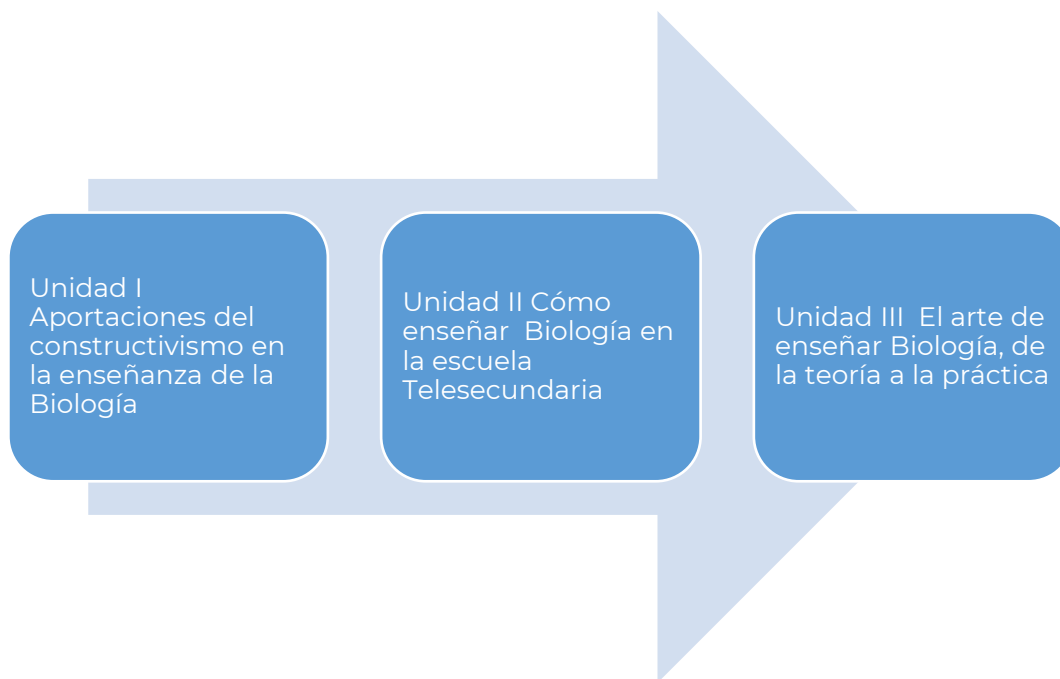 Unidad I
Aportaciones del
constructivismo en
la enseñanza de la
Biología
Unidad II Cómo
enseñar  Biología en
la escuela
Telesecundaria
Unidad III  El arte de
enseñar Biología, de
la teoría a la práctica